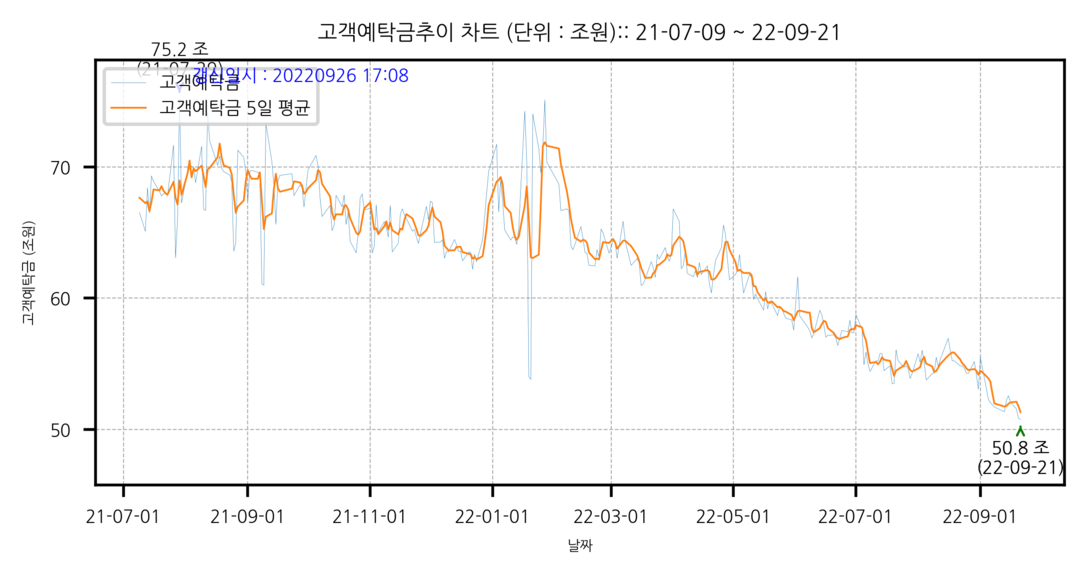 고객예탁금추이 차트 (단위 : 조원):: 21-07-09 ~ 22-09-21
75.2 조
(21-07-29)
갱신일시 : 20220926 17:08
고객예탁금
고객예탁금 5일 평균
고객예탁금 (조원)
70
60
50
50.8 조
(22-09-21)
21-07-01 21-09-01 21-11-01 22-01-01 22-03-01 22-05-01 22-07-01 22-09-01
날짜